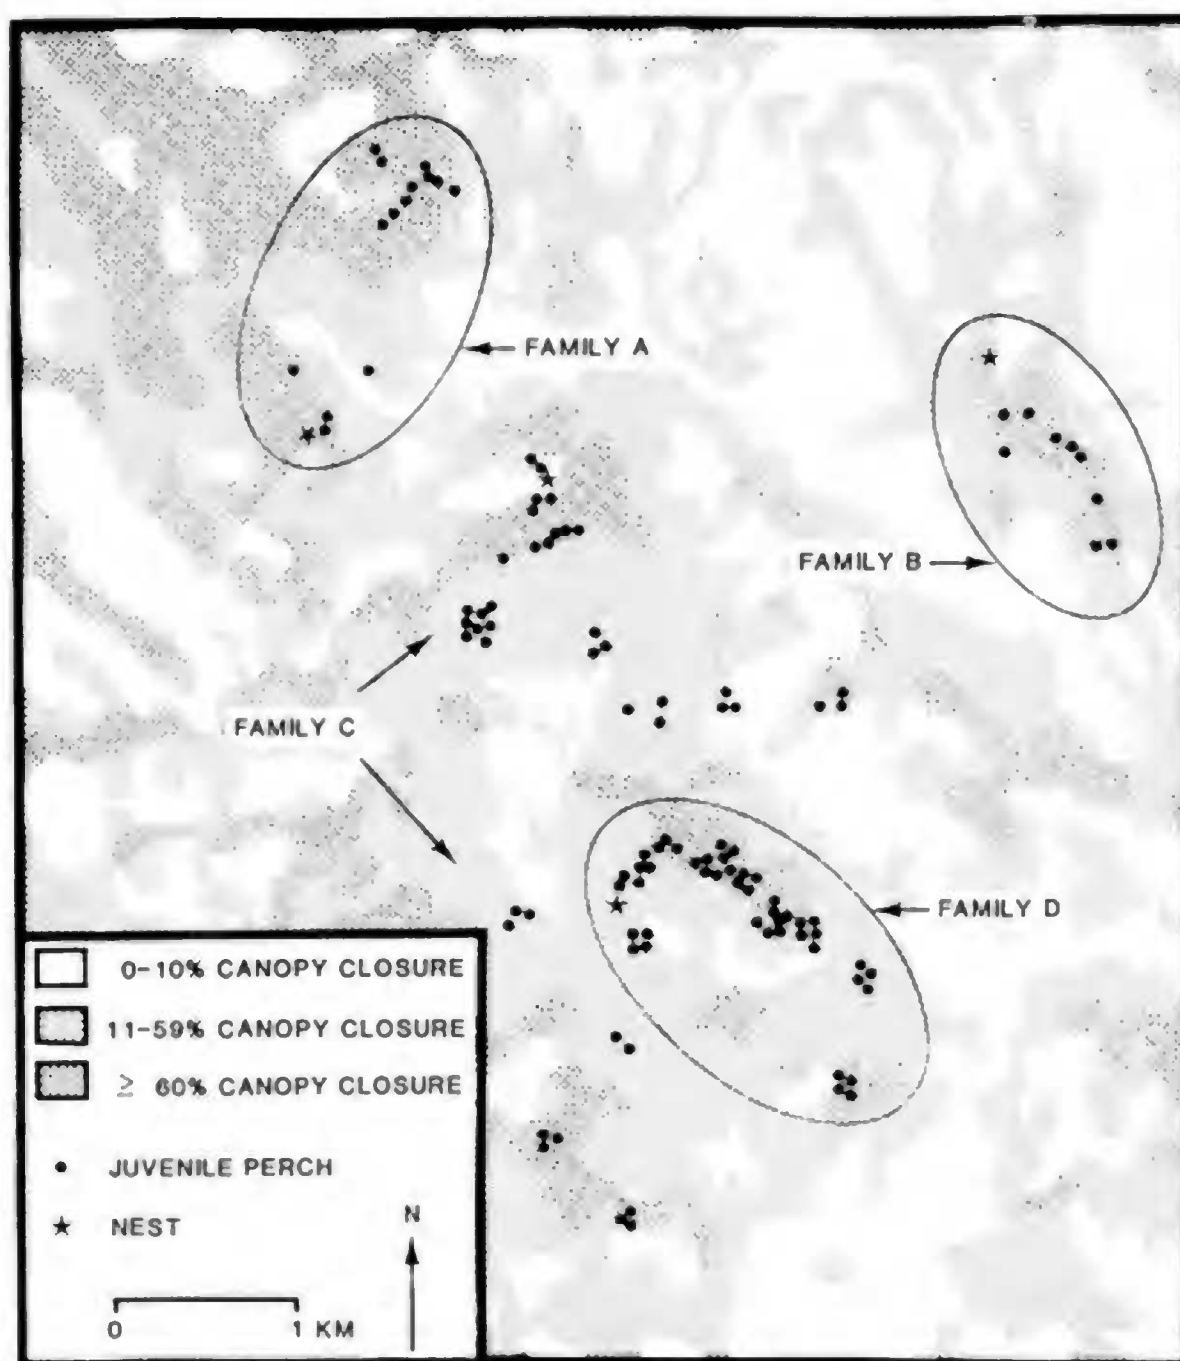 FAMILY A
FAMILY B
FAMILY C
FAMILY D
0-10% CANOPY CLOSURE
11-59% CANOPY CLOSURE
≥ 60% CANOPY CLOSURE
JUVENILE PERCH
NEST
N
0 1 KM